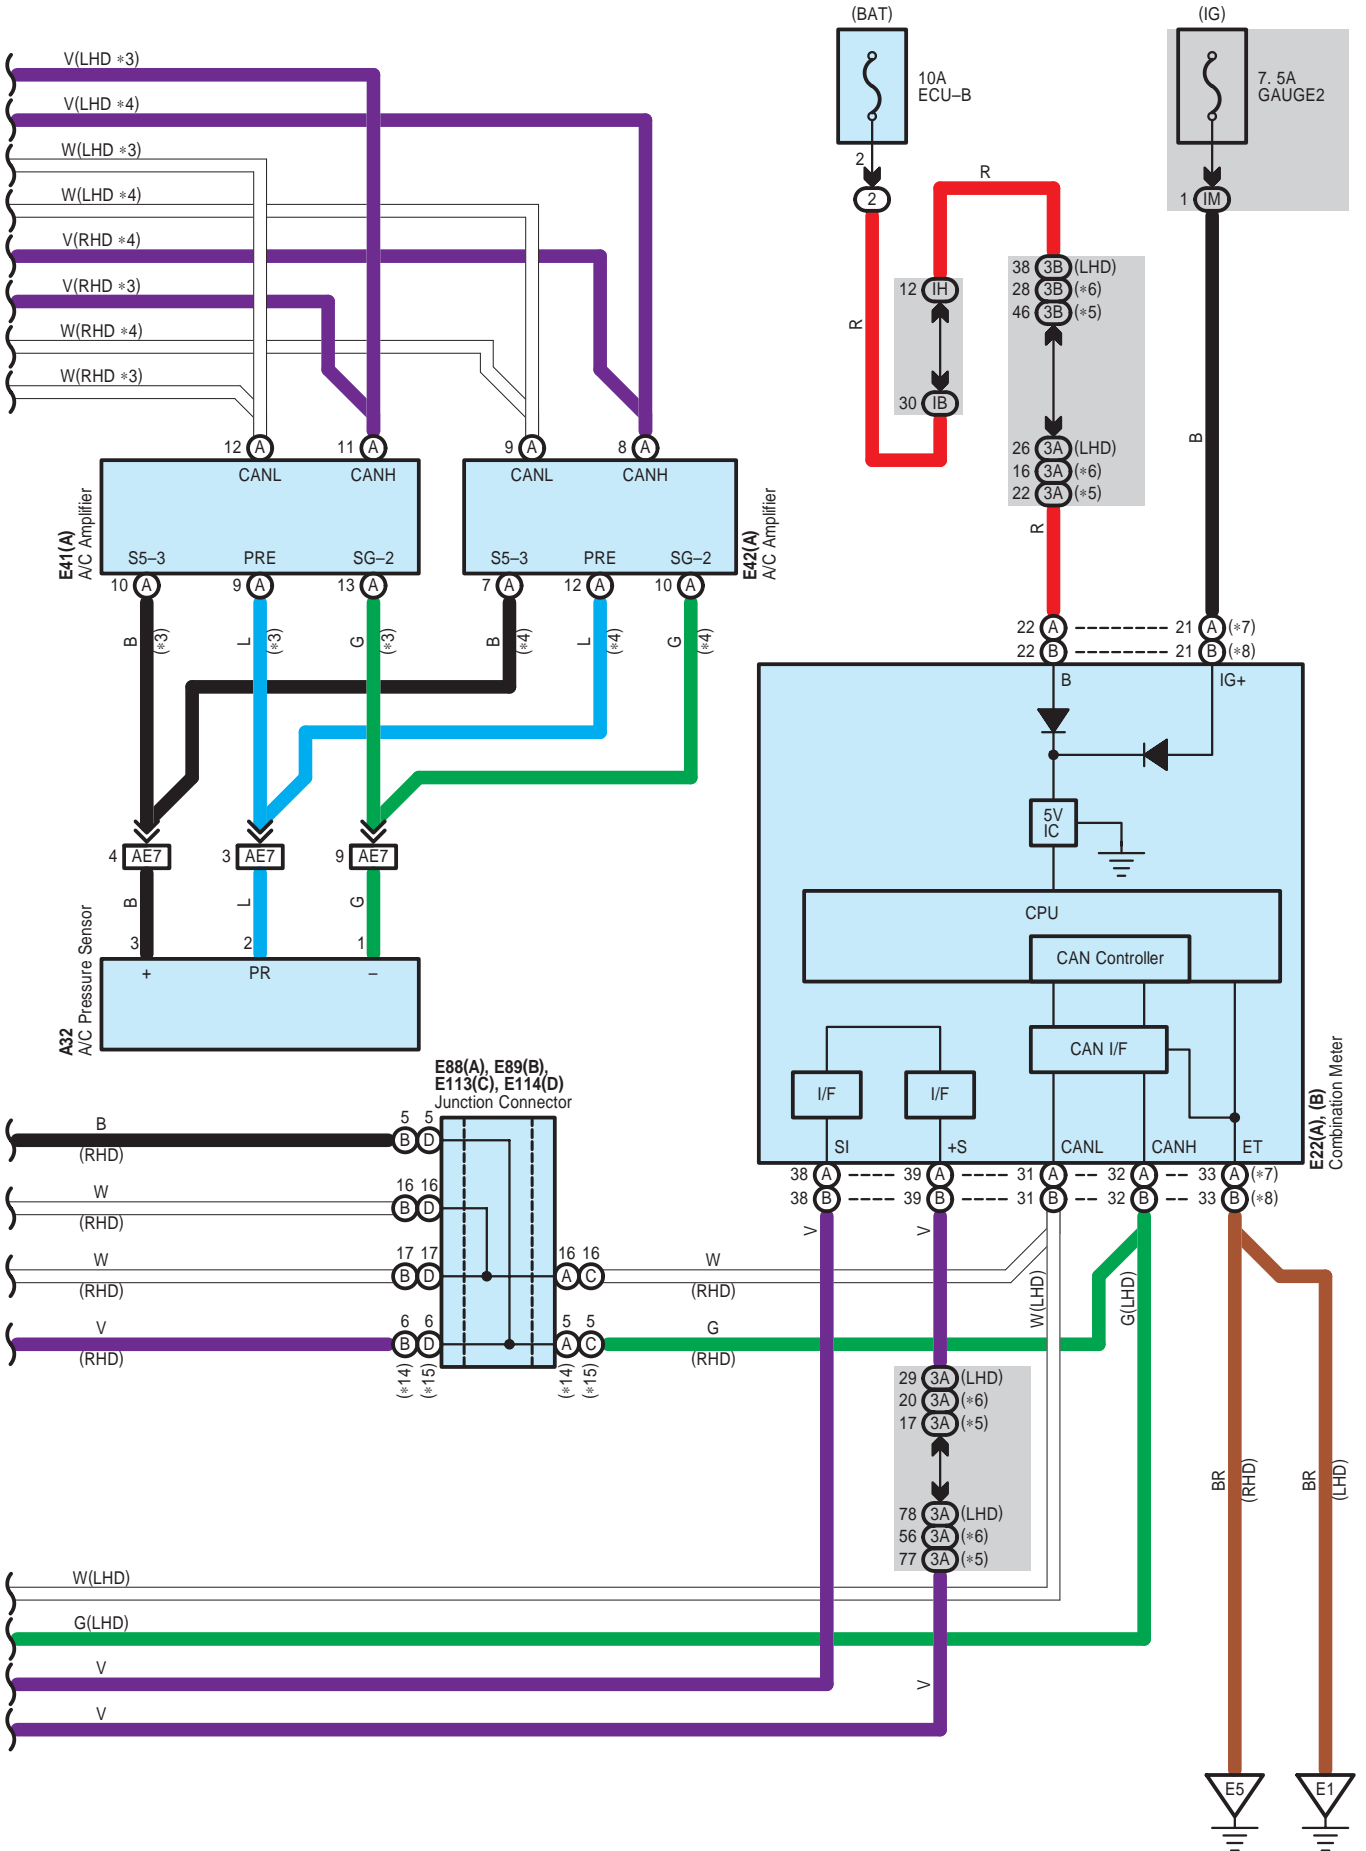 (BAT)
(IG)
V(LHD *3)
V(LHD *4)
W(LHD *3)
W(LHD *4)
V(RHD *4)
V(RHD *3)
W(RHD *4)
W(RHD *3)
10A
ECU–B
7. 5A
GAUGE2
2
2
1 IM
R
R
12 IH
30 IB
38 3B (LHD)
28 3B (*6)
46 3B (*5)
26 3A (LHD)
16 3A (*6)
22 3A (*5)
R
B
12 A
11 A
9 A
8 A
CANL
CANH
CANL
CANH
E41(A)
A/C Amplifier
S5–3
PRE
SG–2
S5–3
PRE
SG–2
E42(A)
A/C Amplifier
10 A
9 A
13 A
7 A
12 A
10 A
B
(*3)
L
(*3)
G
(*3)
B
(*4)
L
(*4)
G
(*4)
22 A
21 A (*7)
22 B
21 B (*8)
B
IG+
5V
IC
CPU
CAN Controller
CAN I/F
I/F
I/F
SI
+S
CANL
CANH
ET
E22(A), (B)
Combination Meter
4 AE7
3 AE7
9 AE7
B
L
G
3
2
1
+
PR
–
A32
A/C Pressure Sensor
E88(A), E89(B),
E113(C), E114(D)
Junction Connector
38 A
39 A
31 A
32 A
33 A (*7)
38 B
39 B
31 B
32 B
33 B (*8)
B
(RHD)
5 5
B D
W
(RHD)
16 16
B D
W
(RHD)
17 17
B D
16 16
A C
W
(RHD)
V
(RHD)
6 6
B D
5 5
A C
G
(RHD)
(*14)
(*15)
(*14)
(*15)
V
V
W(LHD)
G(LHD)
29 3A (LHD)
20 3A (*6)
17 3A (*5)
78 3A (LHD)
56 3A (*6)
77 3A (*5)
BR
(RHD)
BR
(LHD)
W(LHD)
G(LHD)
V
V
V
E5
E1